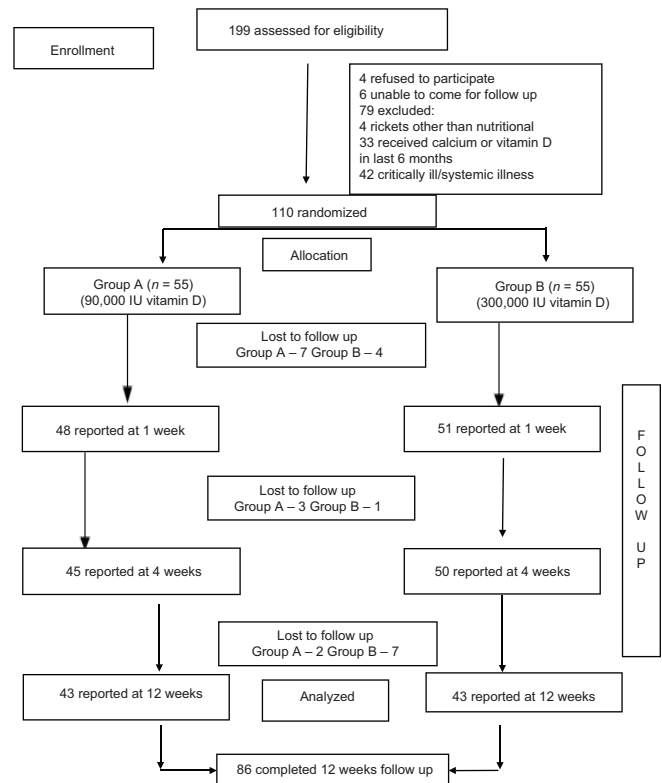 199 assessed for eligibility
Enrollment
4 refused to participate
6 unable to come for follow up
79 excluded:
4 rickets other than nutritional
33 received calcium or vitamin D
in last 6 months
42 critically ill/systemic illness
110 randomized
Allocation
Group A (n = 55)
(90,000 IU vitamin D)
Group B (n = 55)
(300,000 IU vitamin D)
Lost to follow up
Group A – 7 Group B – 4
48 reported at 1 week
51 reported at 1 week
F
O
L
L
O
W
U
P
Lost to follow up
Group A – 3 Group B – 1
45 reported at 4 weeks
50 reported at 4 weeks
Lost to follow up
Group A – 2 Group B – 7
43 reported at 12 weeks
Analyzed
43 reported at 12 weeks
86 completed 12 weeks follow up